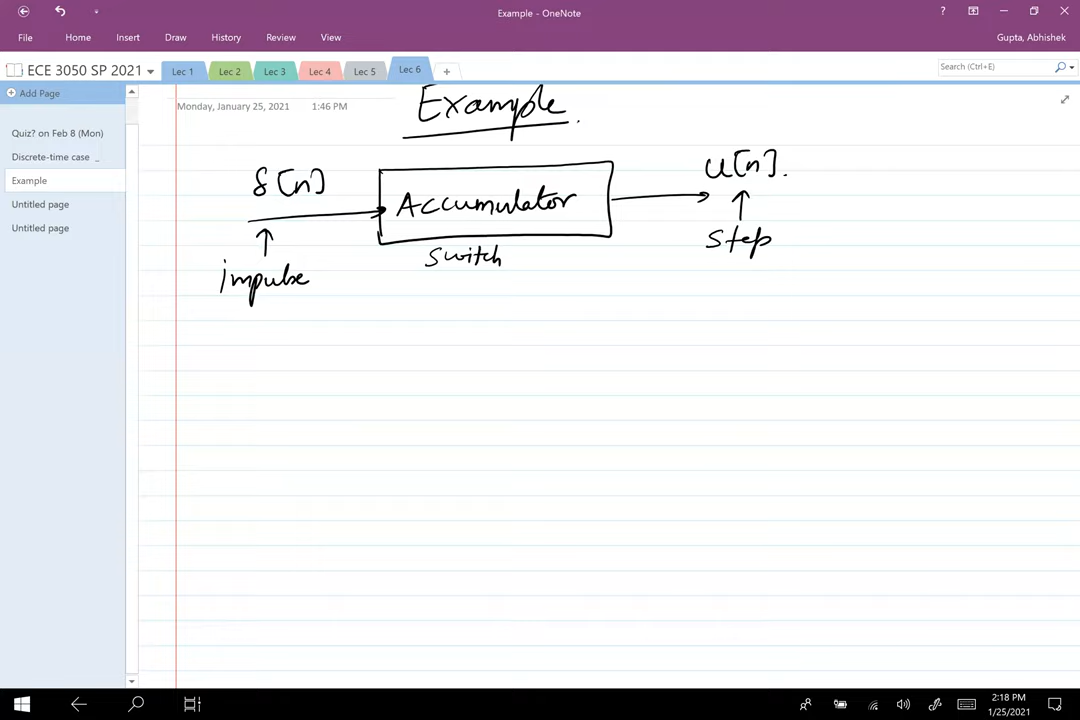 Example - OneNote
?
File Home Insert Draw History Review View
Gupta, Abhishek
ECE 3050 SP 2021
Lec 1 Lec 2 Lec 3 Lec 4 Lec 5 Lec 6 +
Search (Ctrl+E)
Add Page
Quiz? on Feb 8 (Mon)
Discrete-time case _
Example
Untitled page
Untitled page
Monday, January 25, 2021 1:46 PM
Example.
δ[n]
Accumulator
u[n].
impulse
switch
step
2:18 PM
1/25/2021